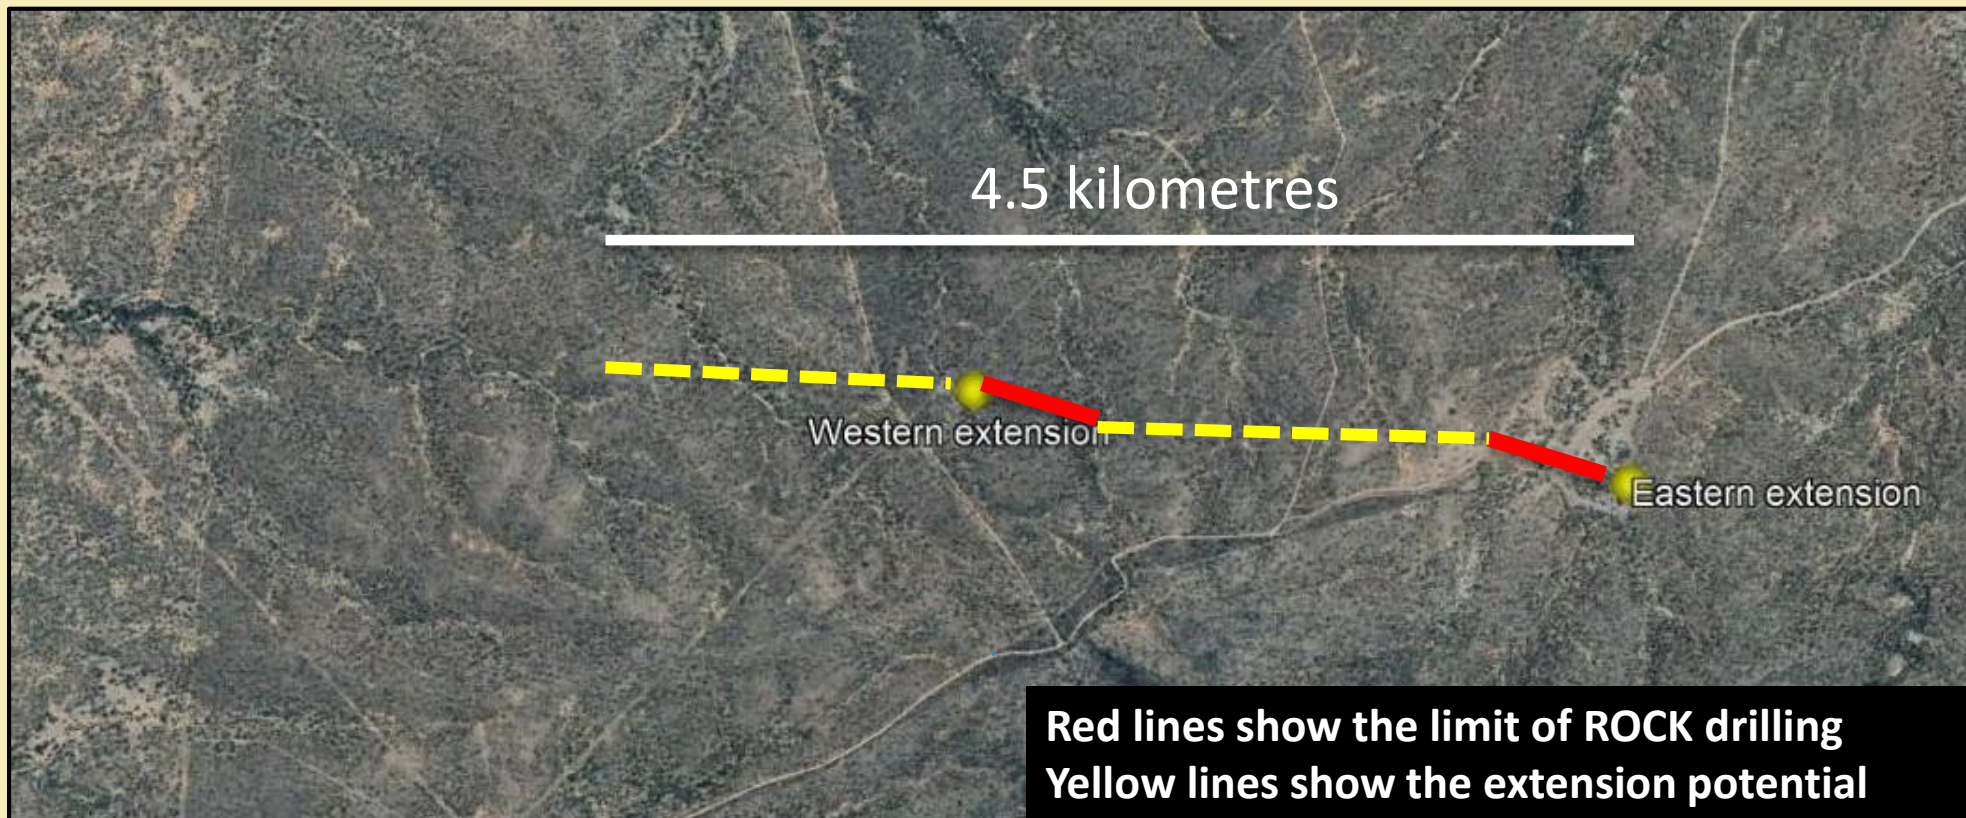 4.5 kilometres
Western extension
Eastern extension
Red lines show the limit of ROCK drilling
Yellow lines show the extension potential